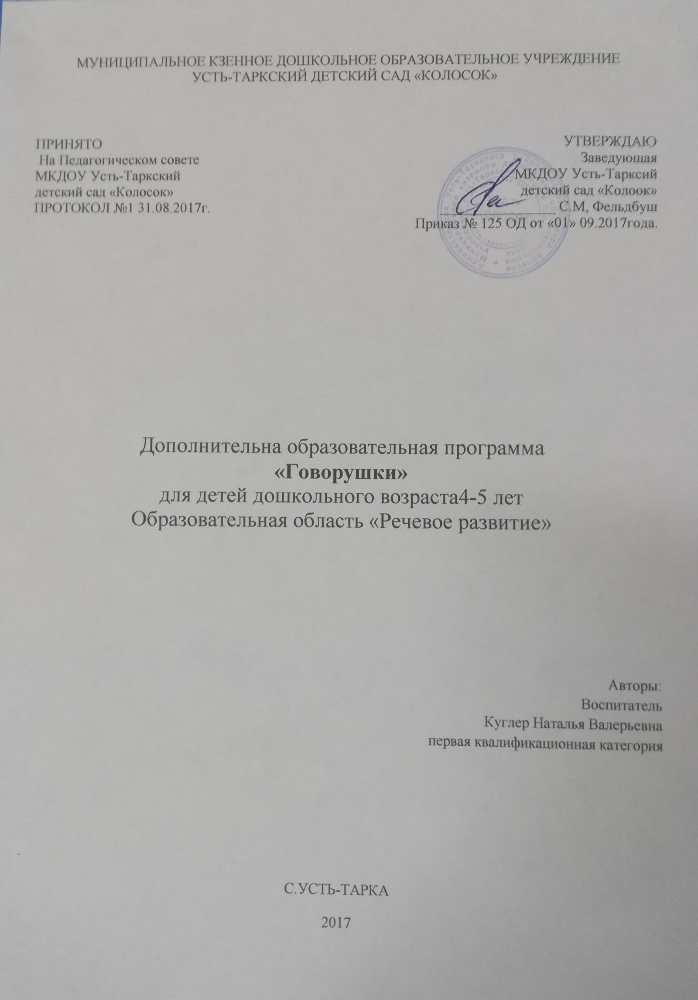 МУНИЦИПАЛЬНОЕ КЗЕННОЕ ДОШКОЛЬНОЕ ОБРАЗОВАТЕЛЬНОЕ УЧРЕЖДЕНИЕ
УСТЬ-ТАРКСКИЙ ДЕТСКИЙ САД «КОЛОСОК»
ПРИНЯТО
На Педагогическом совете
МКДОУ Усть-Таркский
детский сад «Колосок»
ПРОТОКОЛ №1 31.08.2017г.
УТВЕРЖДАЮ
Заведующая
МКДОУ Усть-Тарксий
детский сад «Колоок»
С.М, Фельдбуш
Приказ № 125 ОД от «01» 09.2017года.
Дополнительна образовательная программа
«Говорушки»
для детей дошкольного возраста4-5 лет
Образовательная область «Речевое развитие»
Авторы:
Воспитатель
Куглер Наталья Валерьевна
первая квалификационная категория
С.УСТЬ-ТАРКА
2017